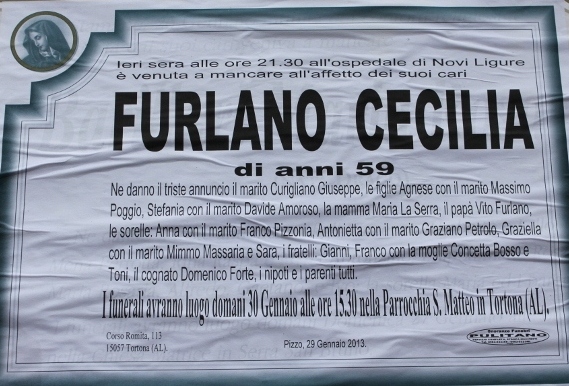 Ieri sera alle ore 21.30 all'ospedale di Novi Ligure
è venuta a mancare all'affetto dei suoi cari
FURLANO CECILIA
di anni 59
Ne danno il triste annuncio il marito Curigliano Giuseppe, le figlie Agnese con il marito Massimo
Poggio, Stefania con il marito Davide Amoroso, la mamma Maria La Serra, il papà Vito Furlano,
le sorelle: Anna con il marito Franco Pizzonia, Antonietta con il marito Graziano Petrolo, Graziella
con il marito Mimmo Massaria e Sara, i fratelli: Gianni, Franco con la moglie Concetta Bosso e
Toni, il cognato Domenico Forte, i nipoti e I parenti tutti.
I funerali avranno luogo domani 30 Gennaio alle ore 15.30 nella Parrocchia S. Matteo in Tortona (AL).
Corso Romita, 113
15057 Tortona (AL).
Pizzo, 29 Gennaio 2013.
Onoranze Funebri
PULITANO